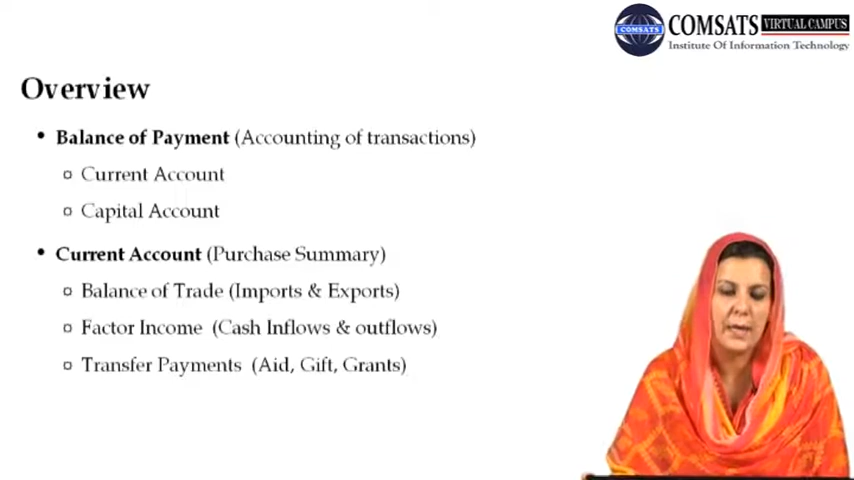 COMSATS
COMSATS VIRTUAL CAMPUS
Institute Of Information Technology
Overview
• Balance of Payment (Accounting of transactions)
Current Account
Capital Account
• Current Account (Purchase Summary)
Balance of Trade (Imports & Exports)
Factor Income (Cash Inflows & outflows)
Transfer Payments (Aid, Gift, Grants)